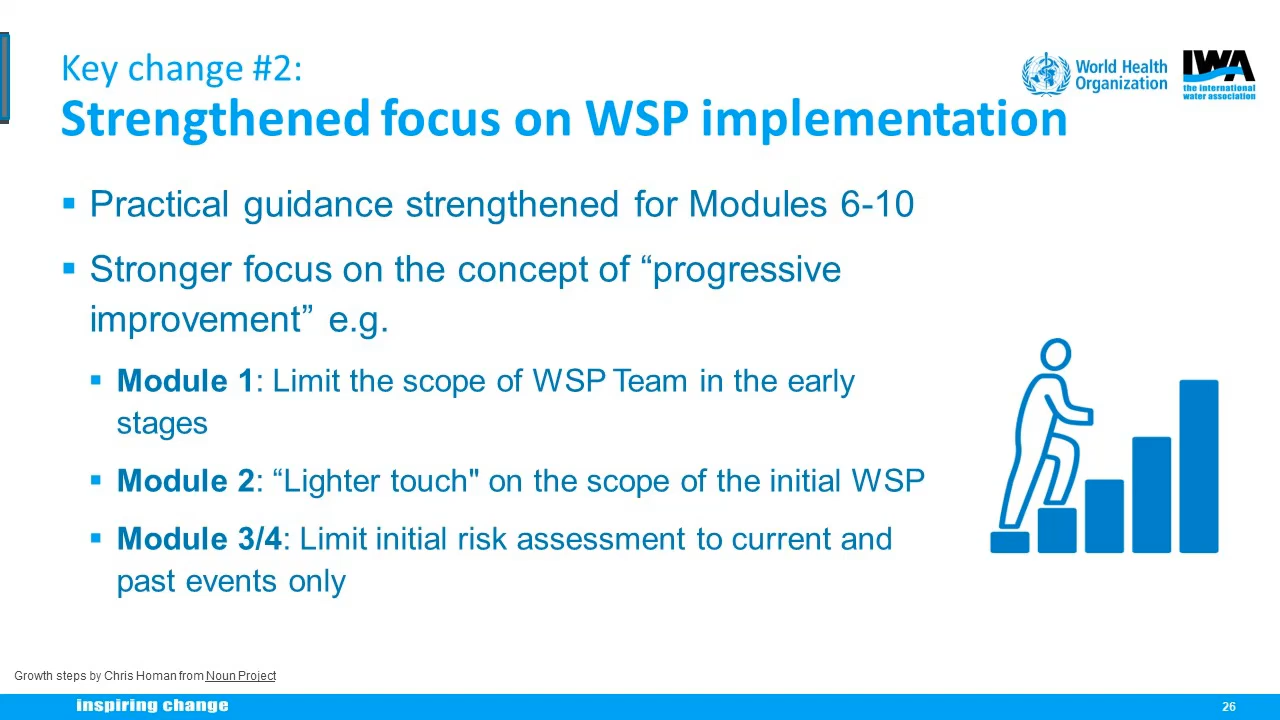 Key change #2:
Strengthened focus on WSP implementation
World Health
Organization
IWA
the international
water association
▪ Practical guidance strengthened for Modules 6-10
▪ Stronger focus on the concept of “progressive
improvement” e.g.
▪ Module 1: Limit the scope of WSP Team in the early
stages
▪ Module 2: “Lighter touch" on the scope of the initial WSP
▪ Module 3/4: Limit initial risk assessment to current and
past events only
Growth steps by Chris Homan from Noun Project
inspiring change
26